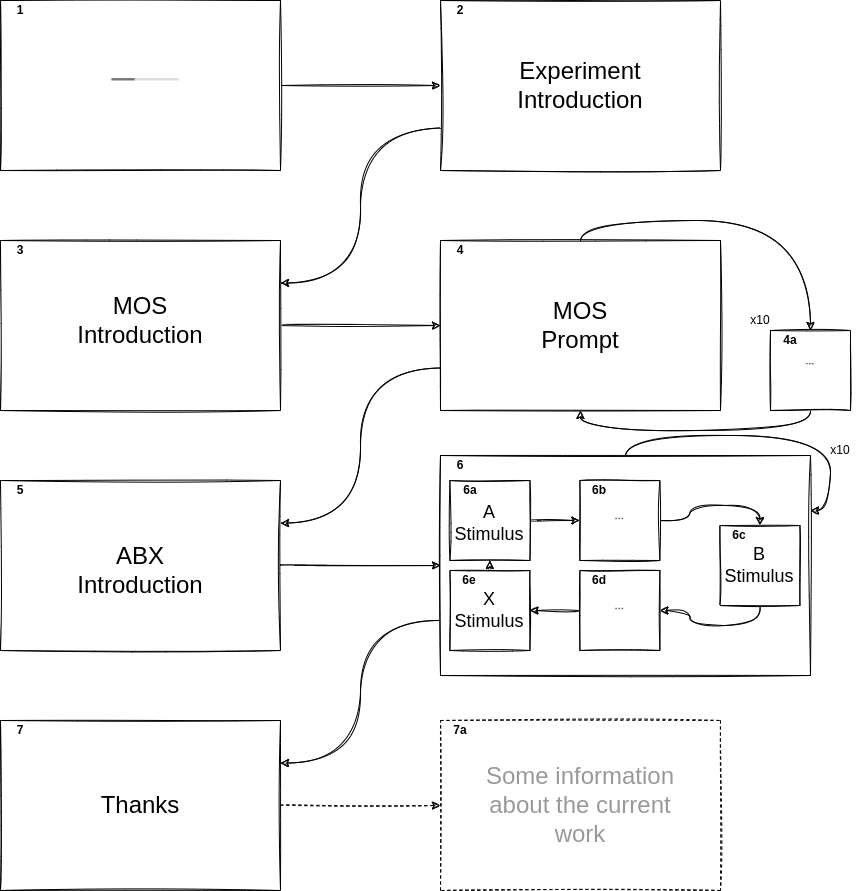 1
2
Experiment
Introduction
3
MOS
Introduction
4
MOS
Prompt
x10
4a
...
5
ABX
Introduction
x10
6
6a
A
Stimulus
6b
...
6c
B
Stimulus
6d
...
6e
X
Stimulus
7
Thanks
7a
Some information
about the current
work